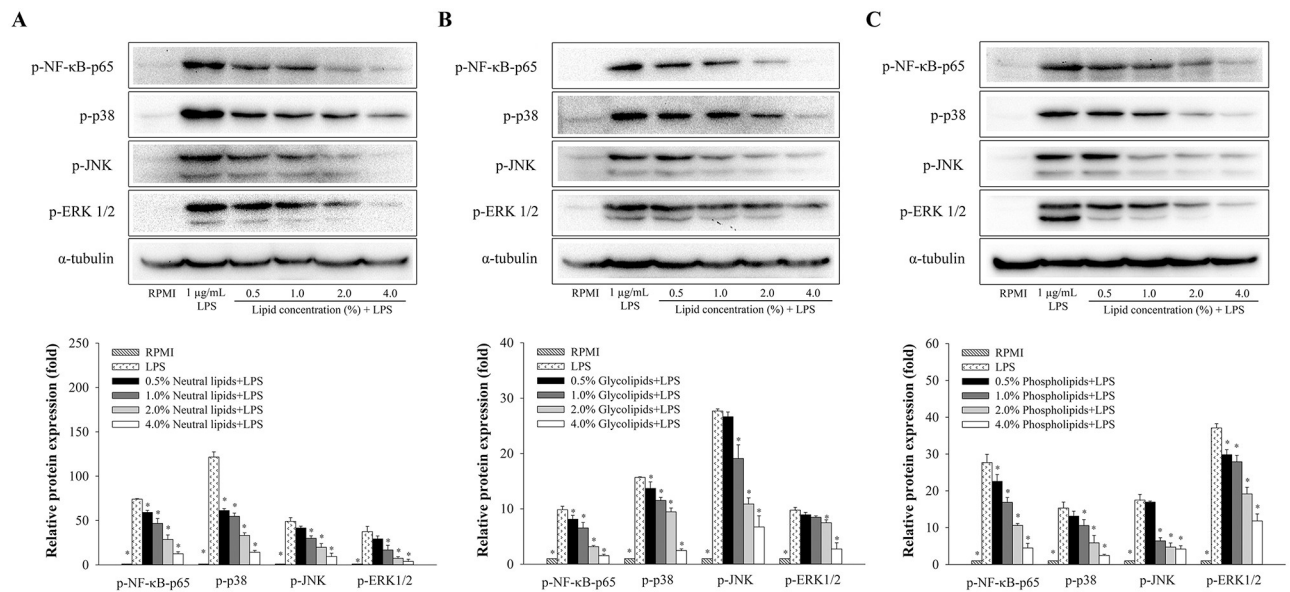 A
p-NF-κB-p65
p-p38
p-JNK
p-ERK 1/2
α-tubulin
RPMI 1 µg/mL LPS 0.5 1.0 2.0 4.0
Lipid concentration (%) + LPS
Relative protein expression (fold)
250
200
150
100
50
0
RPMI
LPS
0.5% Neutral lipids+LPS
1.0% Neutral lipids+LPS
2.0% Neutral lipids+LPS
4.0% Neutral lipids+LPS
* * * * *
* * * * *
* * * *
* * * *
p-NF-κB-p65 p-p38 p-JNK p-ERK1/2
B
p-NF-κB-p65
p-p38
p-JNK
p-ERK 1/2
α-tubulin
RPMI 1 µg/mL LPS 0.5 1.0 2.0 4.0
Lipid concentration (%) + LPS
Relative protein expression (fold)
40
30
20
10
0
RPMI
LPS
0.5% Glycolipids+LPS
1.0% Glycolipids+LPS
2.0% Glycolipids+LPS
4.0% Glycolipids+LPS
* * * * *
* * * * *
* * * *
* * *
p-NF-κB-p65 p-p38 p-JNK p-ERK1/2
C
p-NF-κB-p65
p-p38
p-JNK
p-ERK 1/2
α-tubulin
RPMI 1 µg/mL LPS 0.5 1.0 2.0 4.0
Lipid concentration (%) + LPS
Relative protein expression (fold)
60
50
40
30
20
10
0
RPMI
LPS
0.5% Phospholipids+LPS
1.0% Phospholipids+LPS
2.0% Phospholipids+LPS
4.0% Phospholipids+LPS
* * * * *
* * * *
* * * *
* * * * *
p-NF-κB-p65 p-p38 p-JNK p-ERK1/2